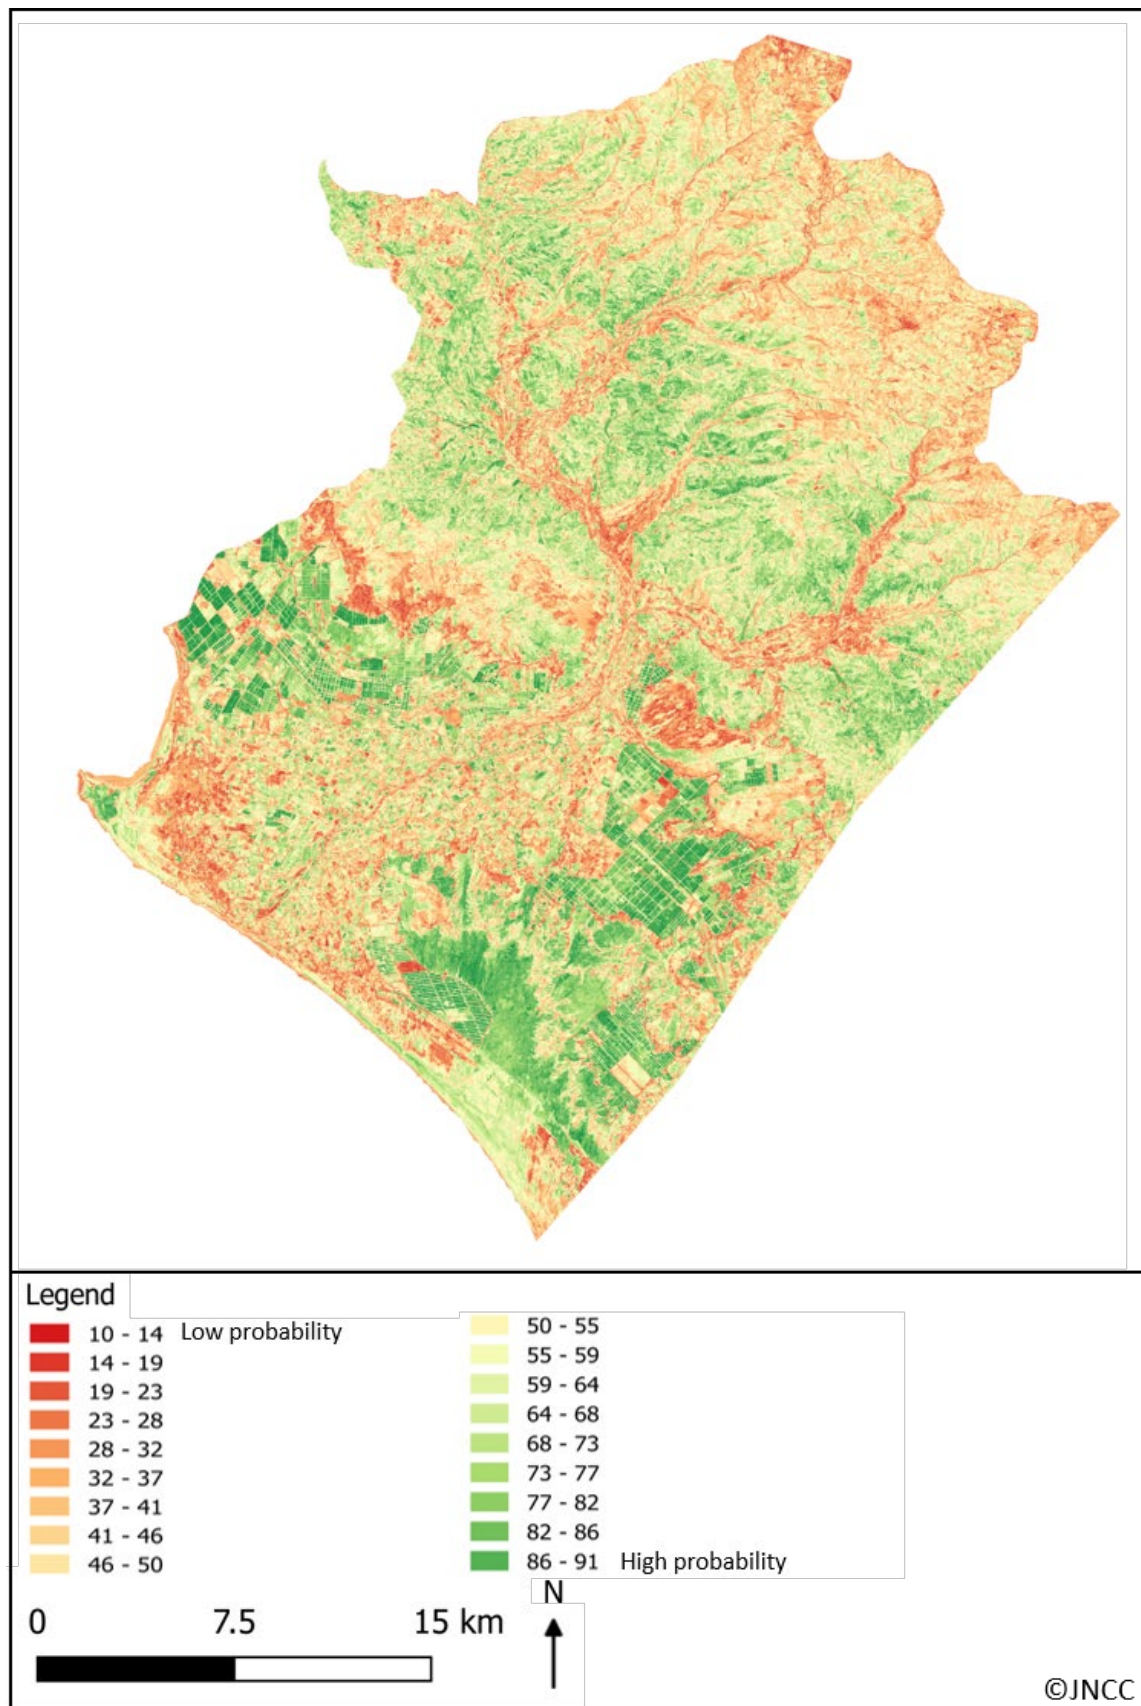 Legend
10 - 14 Low probability
14 - 19
19 - 23
23 - 28
28 - 32
32 - 37
37 - 41
41 - 46
46 - 50
50 - 55
55 - 59
59 - 64
64 - 68
68 - 73
73 - 77
77 - 82
82 - 86
86 - 91 High probability
0 7.5 15 km
N
©JNCC